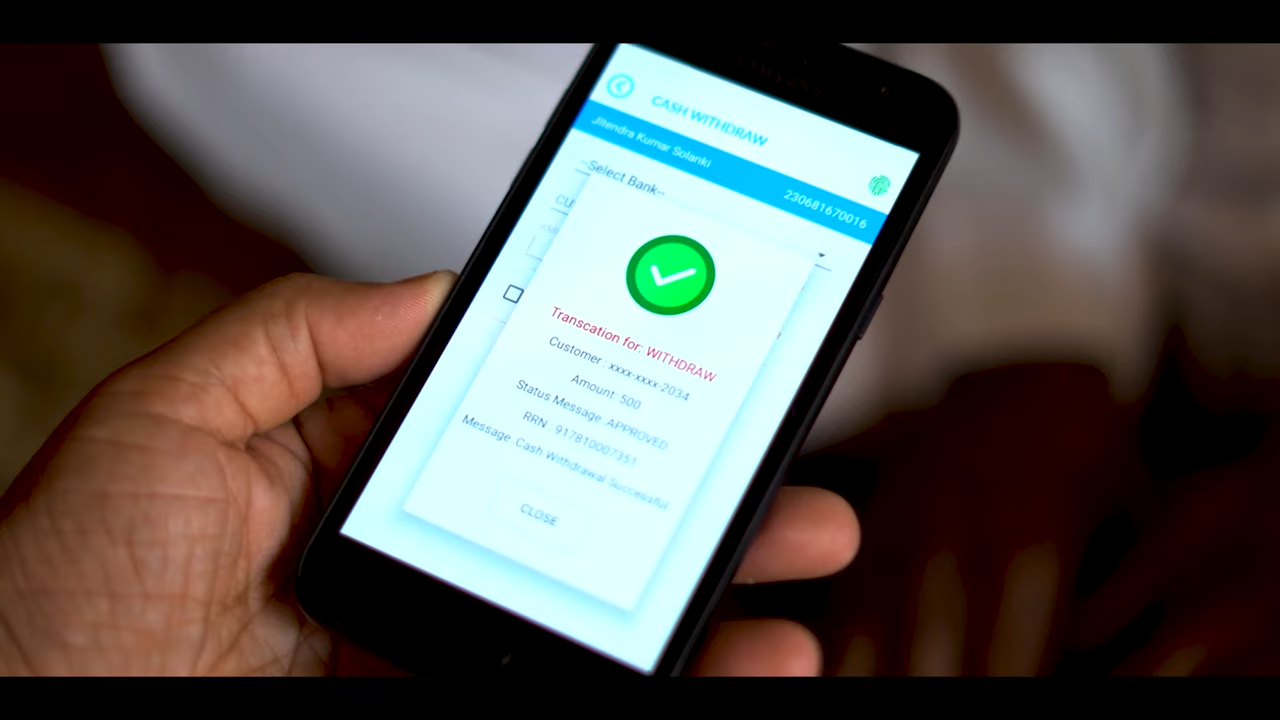 CASH WITHDRAW
Jitendra Kumar Solanki
230681670016
--Select Bank--
CU
Transcation for: WITHDRAW
Customer : xxxx-xxxx-2034
Amount: 500
Status Message :APPROVED
RRN : 917810007351
Message :Cash Withdrawal Successful
CLOSE